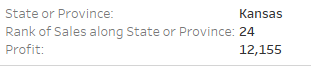 State or Province: Kansas
Rank of Sales along State or Province: 24
Profit: 12,155